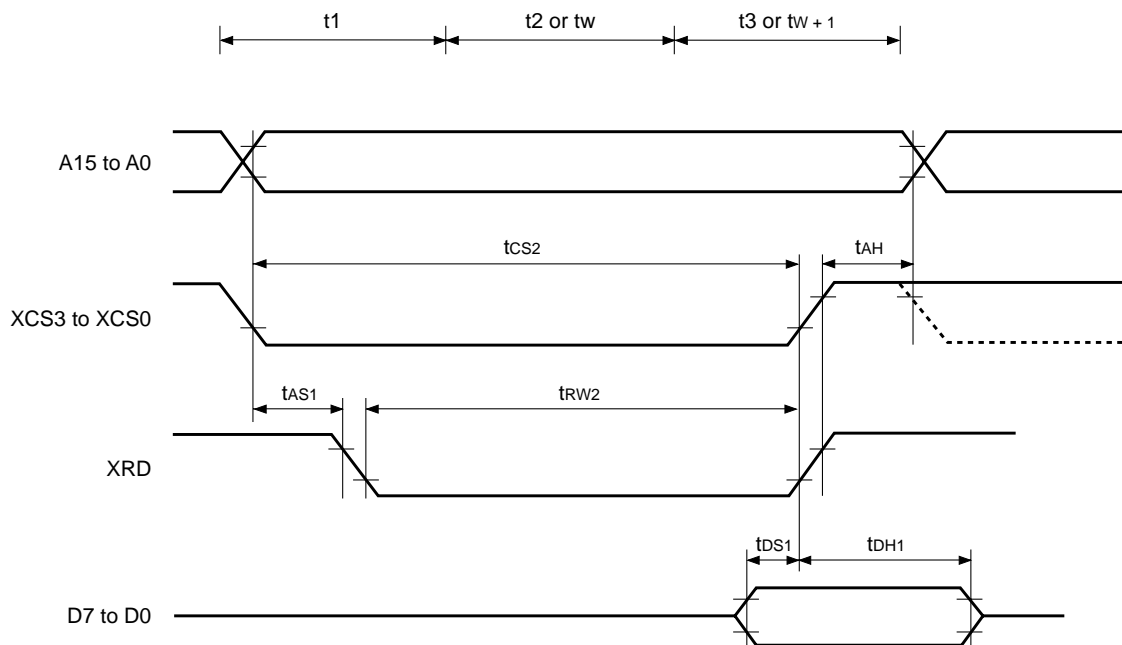 t1 t2 or tw t3 or tW + 1
A15 to A0
tCS2 tAH
XCS3 to XCS0
tAS1 tRW2
XRD
tDS1 tDH1
D7 to D0